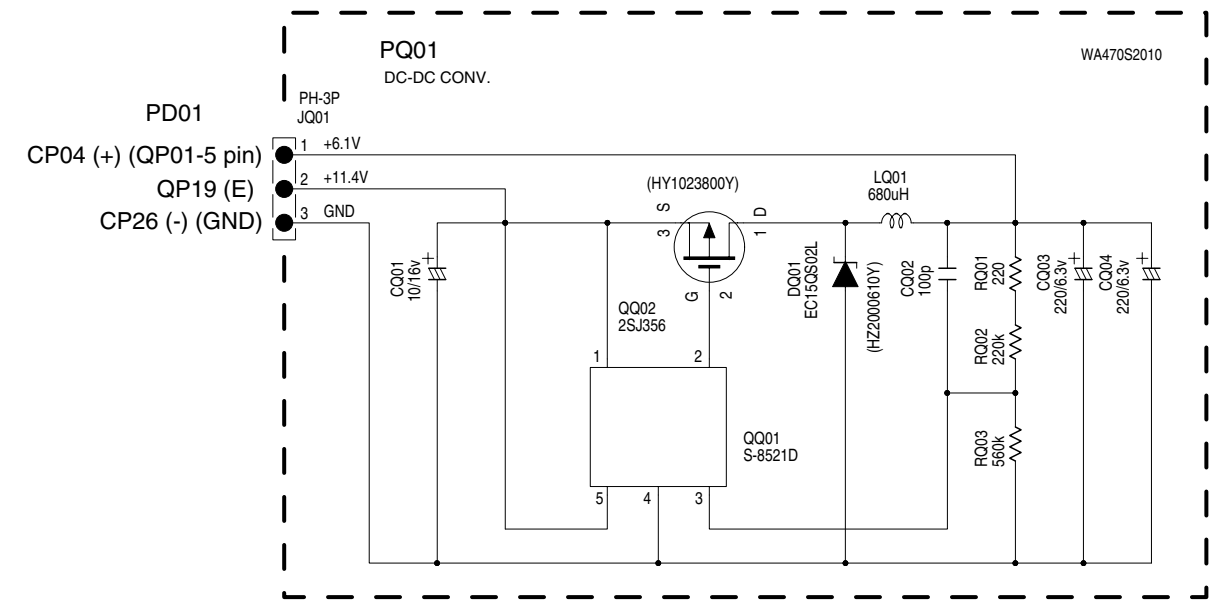 PQ01
WA470S2010
DC-DC CONV.
PD01
PH-3P
JQ01
CP04 (+) (QP01-5 pin)
1 +6.1V
QP19 (E)
2 +11.4V
CP26 (-) (GND)
3 GND
(HY1023800Y)
LQ01
680uH
S
3
D
1
G
2
CQ01
10/16v
+
QQ02
2SJ356
DQ01
EC15QS02L
(HZ2000610Y)
CQ02
100p
RQ01
220
CQ03
220/6.3v
+
CQ04
220/6.3v
+
RQ02
220k
1
2
QQ01
S-8521D
RQ03
560k
5
4
3